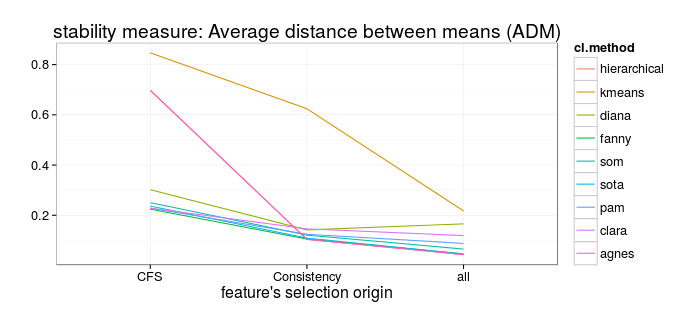 stability measure: Average distance between means (ADM)
cl.method
hierarchical
kmeans
diana
fanny
som
sota
pam
clara
agnes
0.8
0.6
0.4
0.2
CFS Consistency all
feature's selection origin